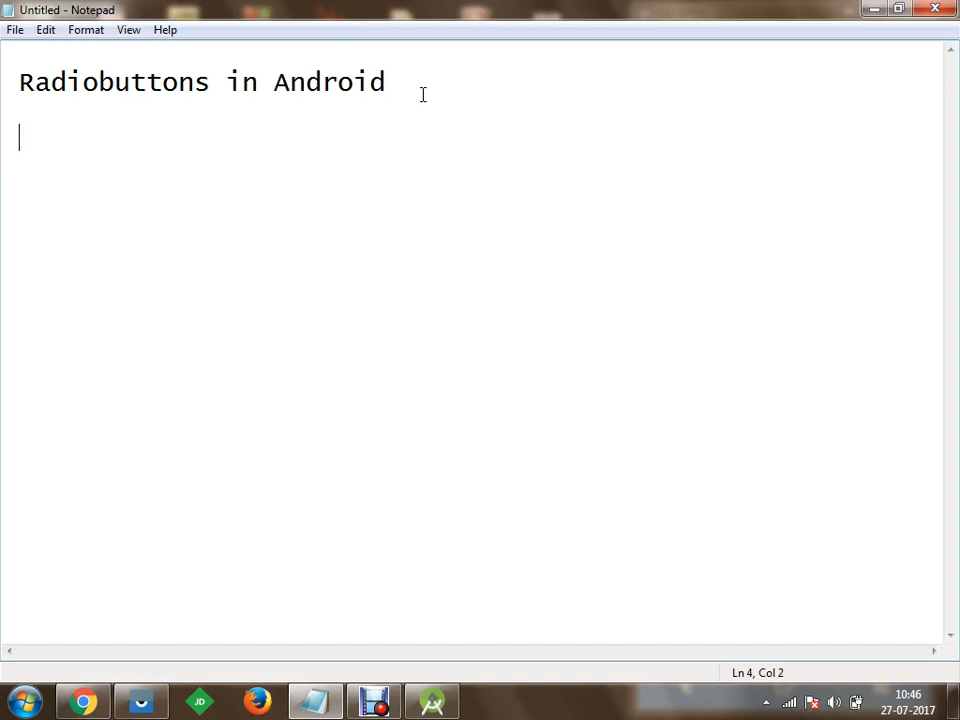 Untitled - Notepad
File Edit Format View Help
Radiobuttons in Android
Ln 4, Col 2
JD
10:46
27-07-2017